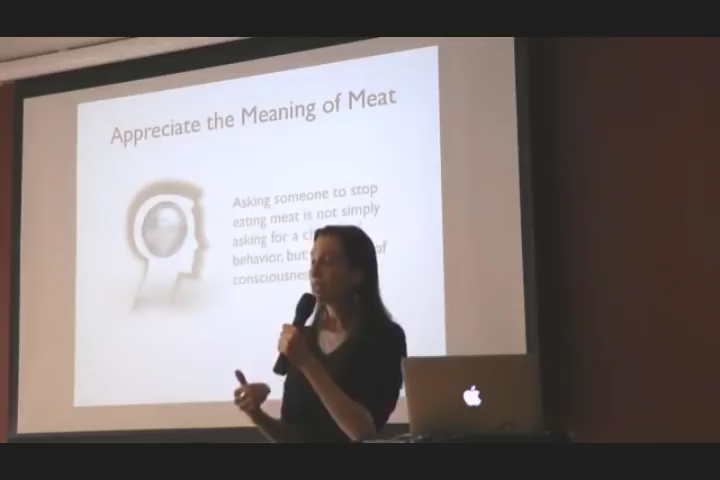 Appreciate the Meaning of Meat
Asking someone to stop
eating meat is not simply
asking for a
behavior, but of